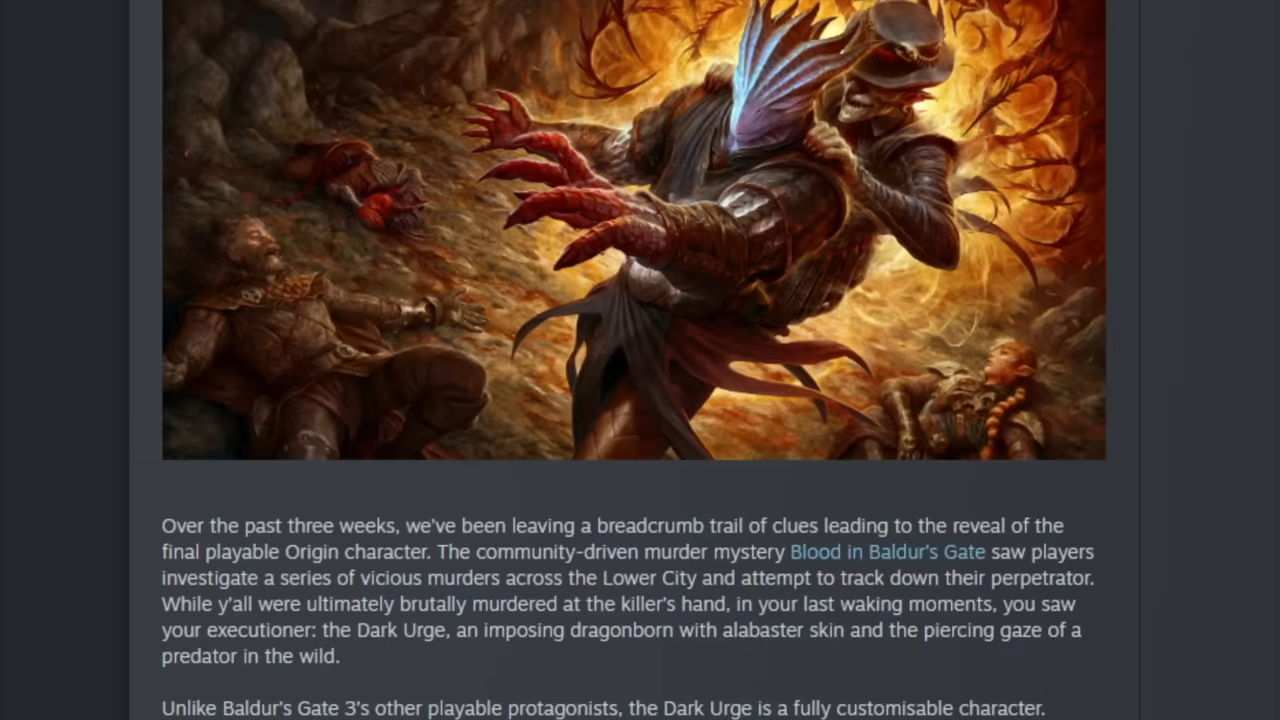 Over the past three weeks, we've been leaving a breadcrumb trail of clues leading to the reveal of the
final playable Origin character. The community-driven murder mystery Blood in Baldur's Gate saw players
investigate a series of vicious murders across the Lower City and attempt to track down their perpetrator.
While y'all were ultimately brutally murdered at the killer's hand, in your last waking moments, you saw
your executioner: the Dark Urge, an imposing dragonborn with alabaster skin and the piercing gaze of a
predator in the wild.
Unlike Baldur's Gate 3's other playable protagonists, the Dark Urge is a fully customisable character.